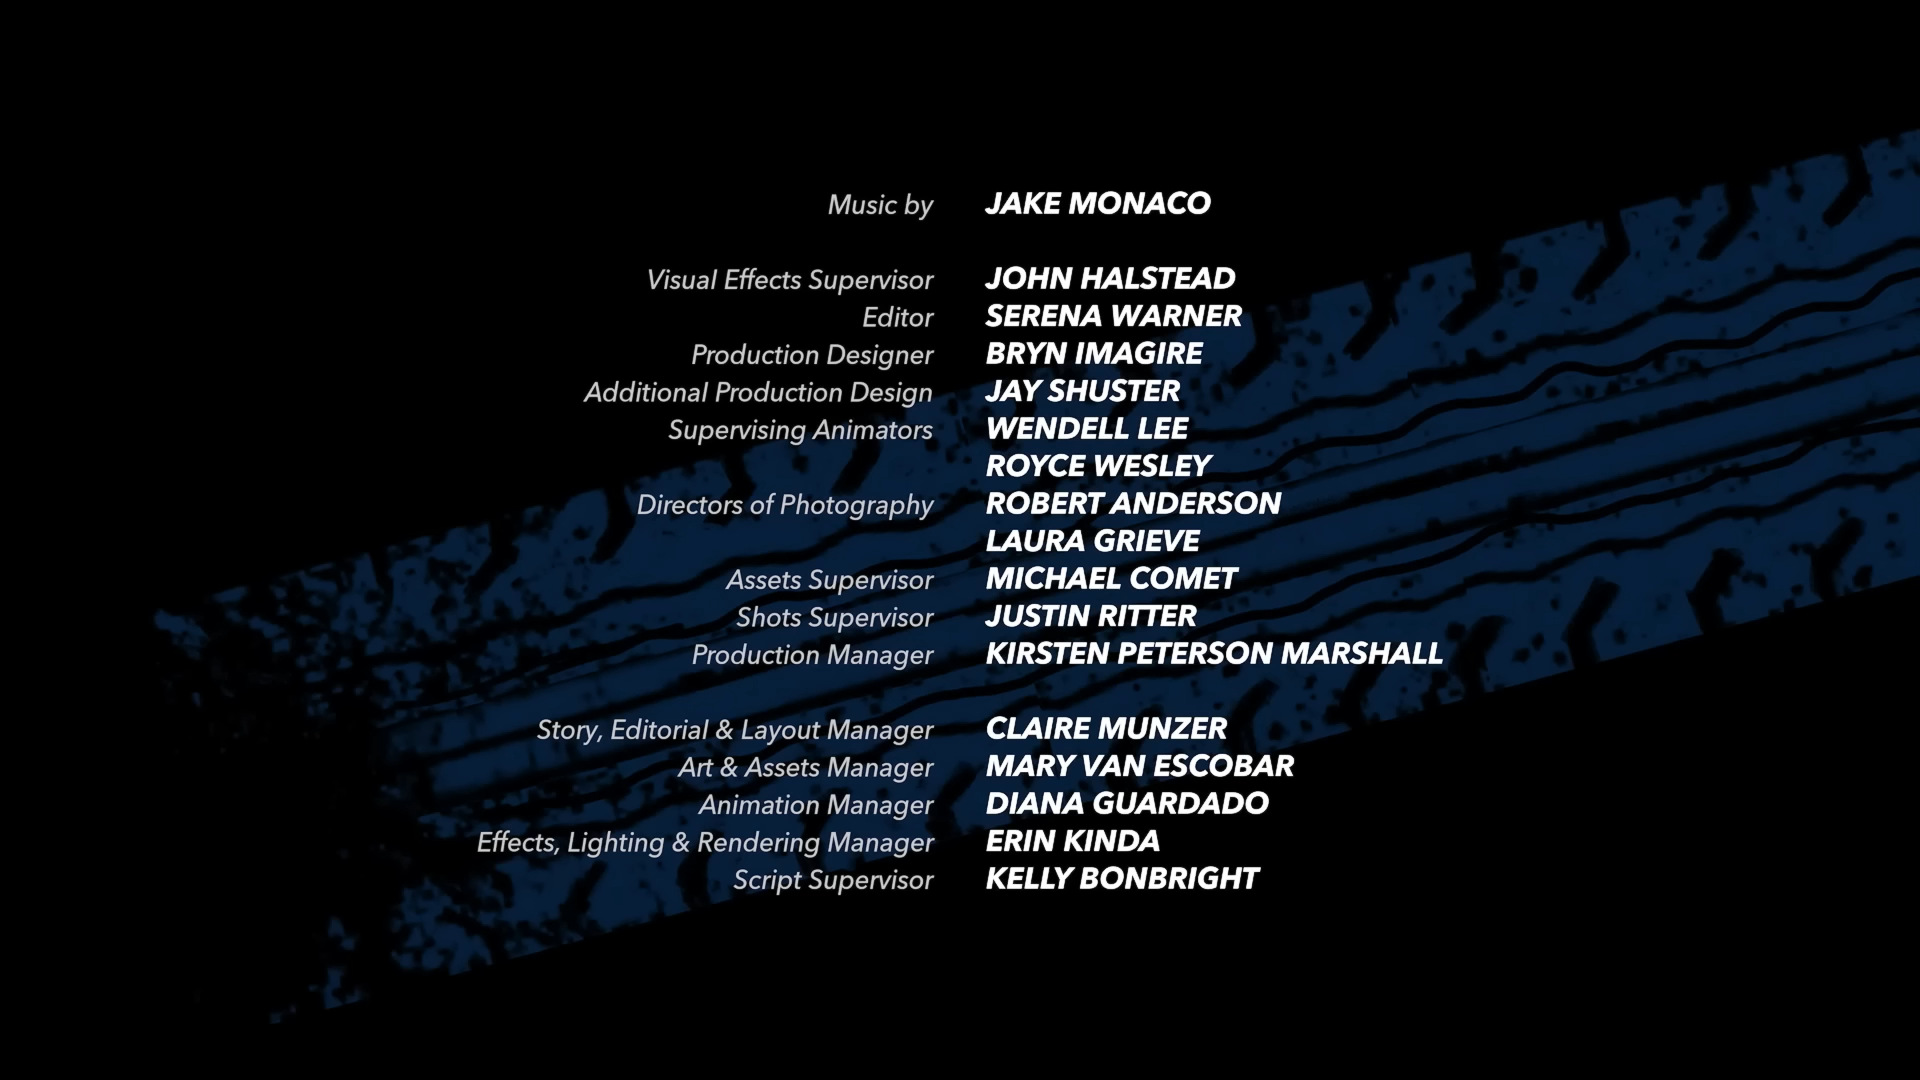 Music by JAKE MONACO
Visual Effects Supervisor JOHN HALSTEAD
Editor SERENA WARNER
Production Designer BRYN IMAGIRE
Additional Production Design JAY SHUSTER
Supervising Animators WENDELL LEE
ROYCE WESLEY
Directors of Photography ROBERT ANDERSON
LAURA GRIEVE
Assets Supervisor MICHAEL COMET
Shots Supervisor JUSTIN RITTER
Production Manager KIRSTEN PETERSON MARSHALL
Story, Editorial & Layout Manager CLAIRE MUNZER
Art & Assets Manager MARY VAN ESCOBAR
Animation Manager DIANA GUARDADO
Effects, Lighting & Rendering Manager ERIN KINDA
Script Supervisor KELLY BONBRIGHT